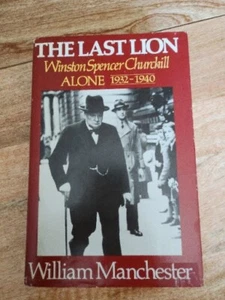 THE LAST LION
Winston Spencer Churchill
ALONE 1932-1940
William Manchester